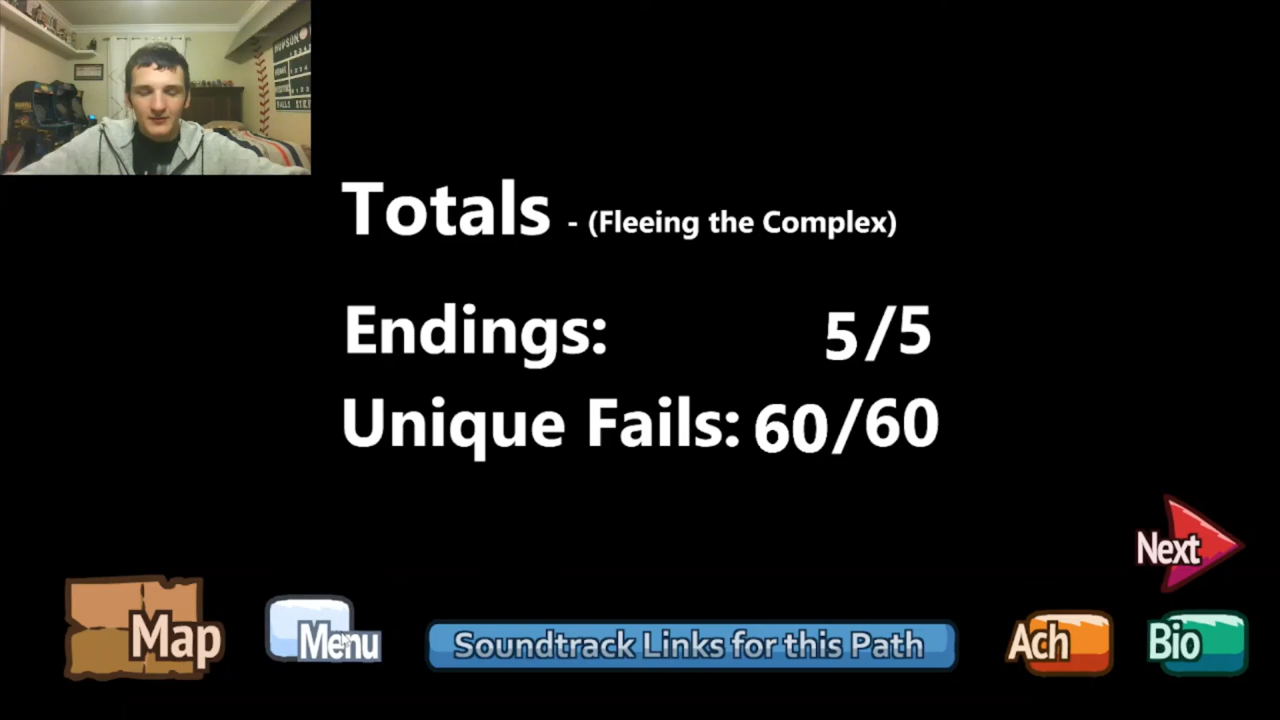 HUDSON
Totals - (Fleeing the Complex)
Endings: 5/5
Unique Fails: 60/60
Next
Map
Menu
Soundtrack Links for this Path
Ach
Bio